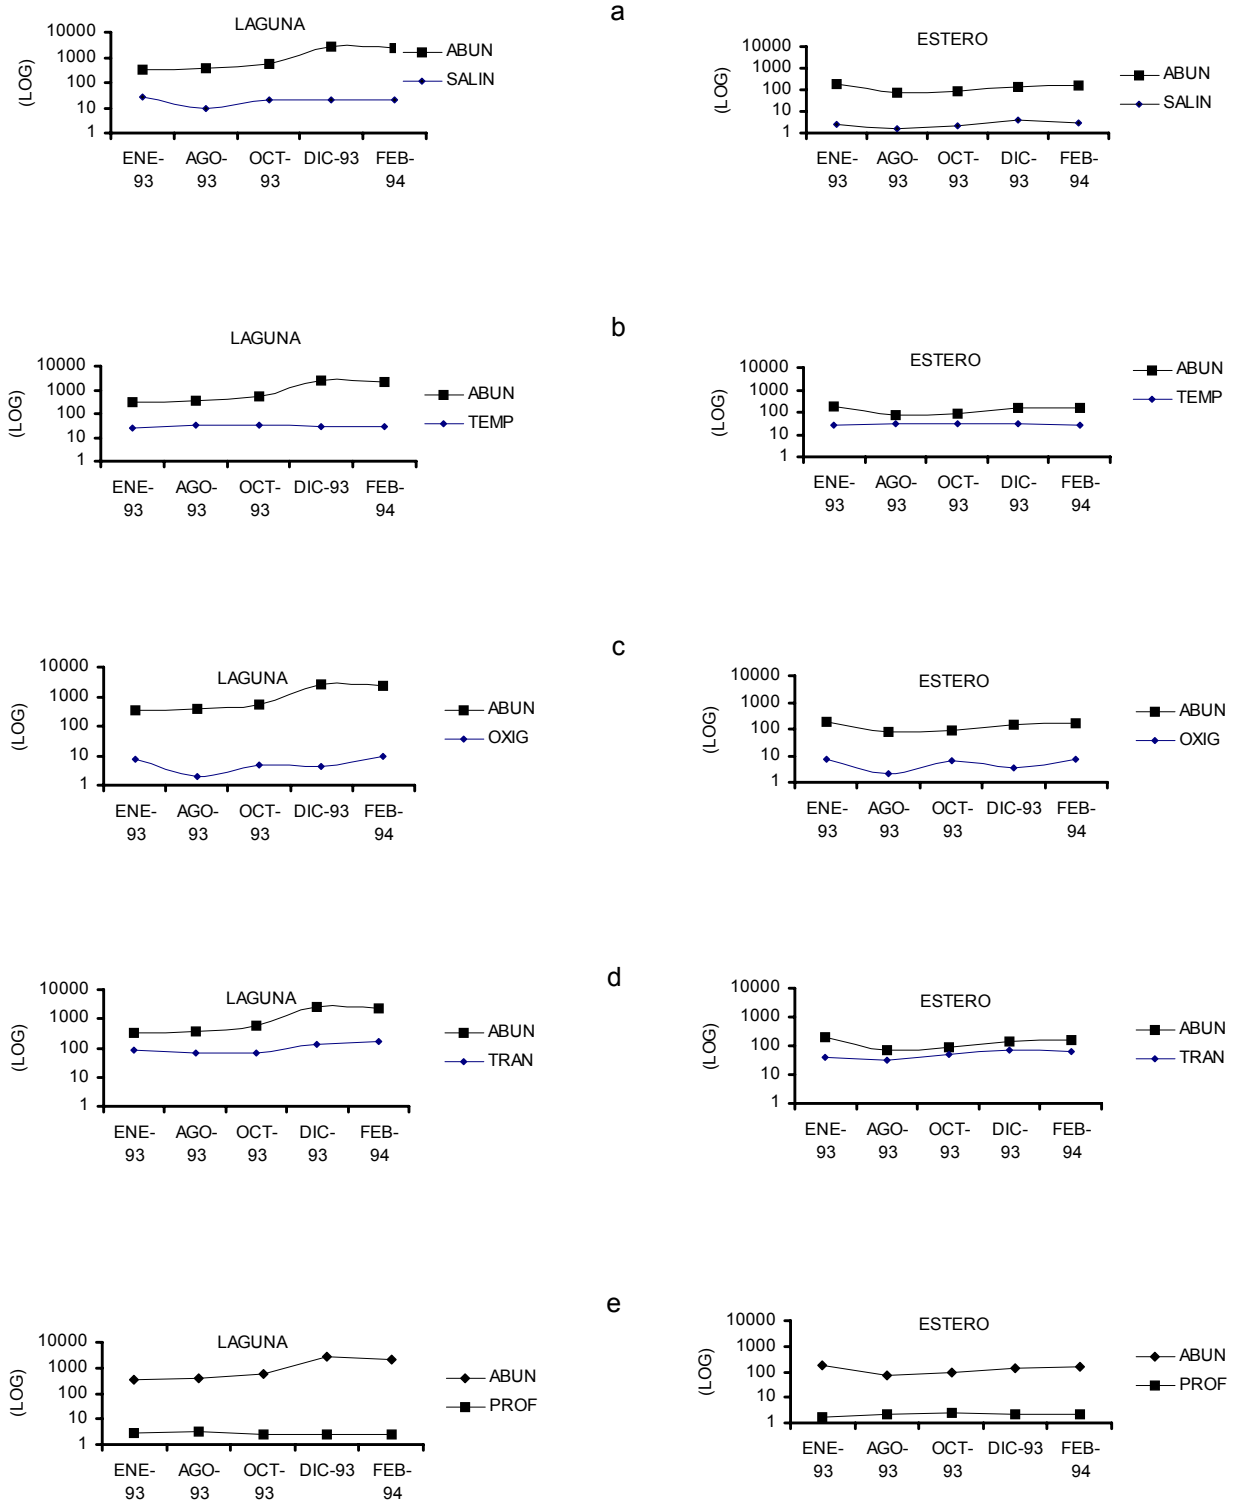 a
LAGUNA
(LOG)
10000
1000
100
10
1
ENE-
93
AGO-
93
OCT-
93
DIC-93
FEB-
94
ABUN
SALIN
ESTERO
(LOG)
10000
1000
100
10
1
ENE-
93
AGO-
93
OCT-
93
DIC-
93
FEB-
94
ABUN
SALIN
b
LAGUNA
(LOG)
10000
1000
100
10
1
ENE-
93
AGO-
93
OCT-
93
DIC-93
FEB-
94
ABUN
TEMP
ESTERO
(LOG)
10000
1000
100
10
1
ENE-
93
AGO-
93
OCT-
93
DIC-
93
FEB-
94
ABUN
TEMP
c
LAGUNA
(LOG)
10000
1000
100
10
1
ENE-
93
AGO-
93
OCT-
93
DIC-93
FEB-
94
ABUN
OXIG
ESTERO
(LOG)
10000
1000
100
10
1
ENE-
93
AGO-
93
OCT-
93
DIC-93
FEB-
94
ABUN
OXIG
d
LAGUNA
(LOG)
10000
1000
100
10
1
ENE-
93
AGO-
93
OCT-
93
DIC-
93
FEB-
94
ABUN
TRAN
ESTERO
(LOG)
10000
1000
100
10
1
ENE-
93
AGO-
93
OCT-
93
DIC-
93
FEB-
94
ABUN
TRAN
e
LAGUNA
(LOG)
10000
1000
100
10
1
ENE-
93
AGO-
93
OCT-
93
DIC-93
FEB-
94
ABUN
PROF
ESTERO
(LOG)
10000
1000
100
10
1
ENE-
93
AGO-
93
OCT-
93
DIC-93
FEB-
94
ABUN
PROF